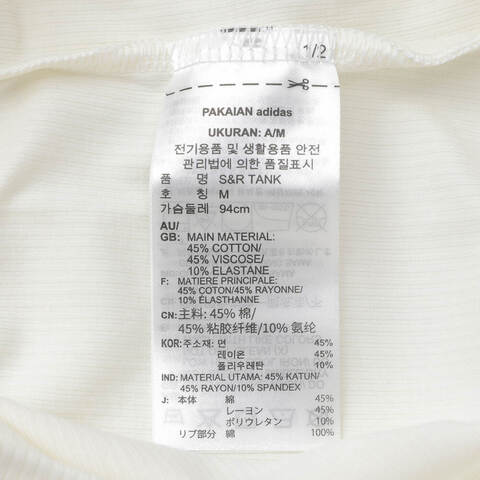 1/2
PAKAIAN adidas
UKURAN: A/M
전기용품 및 생활용품 안전
관리법에 의한 품질표시
품 명 S&R TANK
호 칭 M
가슴둘레 94cm
AU/
GB: MAIN MATERIAL:
45% COTTON/
45% VISCOSE/
10% ELASTANE
F: MATIERE PRINCIPALE:
45% COTON/45% RAYONNE/
10% ÉLASTHANNE
CN: 主料: 45% 棉/
45% 粘胶纤维/10% 氨纶
KOR: 주소재: 면 45%
레이온 45%
폴리우레탄 10%
IND: MATERIAL UTAMA: 45% KATUN/
45% RAYON/10% SPANDEX
J: 本体 綿 45%
レーヨン 45%
ポリウレタン 10%
リブ部分 綿 100%